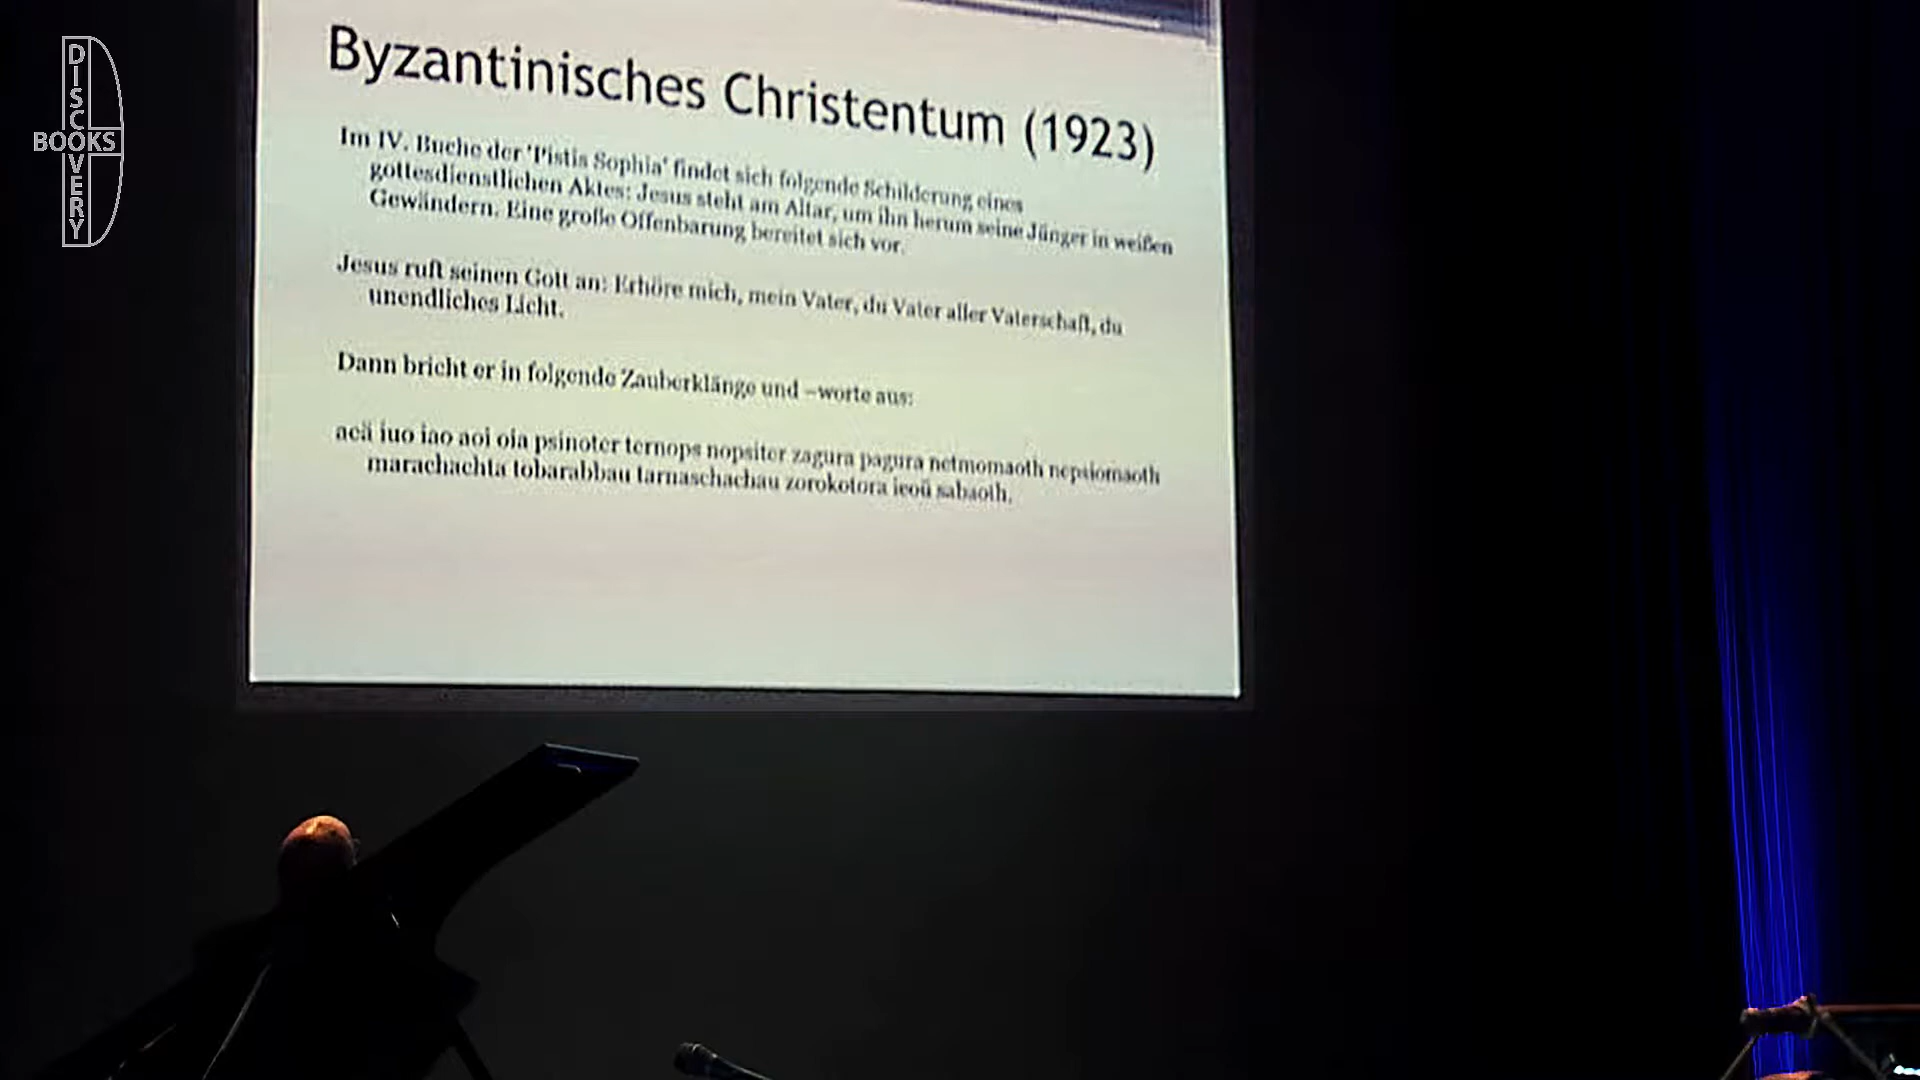 DISCOVERY
BOOKS
Byzantinisches Christentum (1923)
Im IV. Buche der 'Pistis Sophia' findet sich folgende Schilderung eines
gottesdienstlichen Aktes: Jesus steht am Altar, um ihn herum seine Jünger in weißen
Gewändern. Eine große Offenbarung bereitet sich vor.
Jesus ruft seinen Gott an: Erhöre mich, mein Vater, du Vater aller Vaterschaft, du
unendliches Licht.
Dann bricht er in folgende Zauberklänge und –worte aus:
aeä iuo iao aoi oia psinoter ternops nopsiter zagura pagura netmomaoth nepsiomaoth
marachachta tobarabbau tarnaschachau zorokotora ieoü sabaoth.